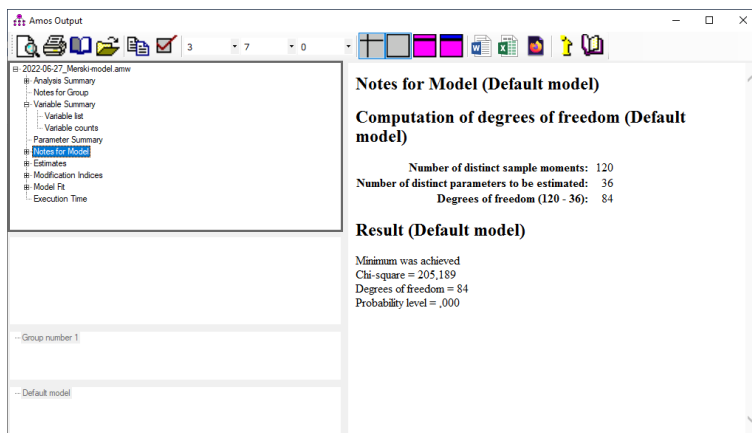 Amos Output
3 7 0
2022-06-27_Merski-model.amw
Analysis Summary
Notes for Group
Variable Summary
Variable list
Variable counts
Parameter Summary
Notes for Model
Estimates
Modification Indices
Model Fit
Execution Time
Group number 1
Default model
Notes for Model (Default model)
Computation of degrees of freedom (Default
model)
Number of distinct sample moments: 120
Number of distinct parameters to be estimated: 36
Degrees of freedom (120 - 36): 84
Result (Default model)
Minimum was achieved
Chi-square = 205,189
Degrees of freedom = 84
Probability level = ,000